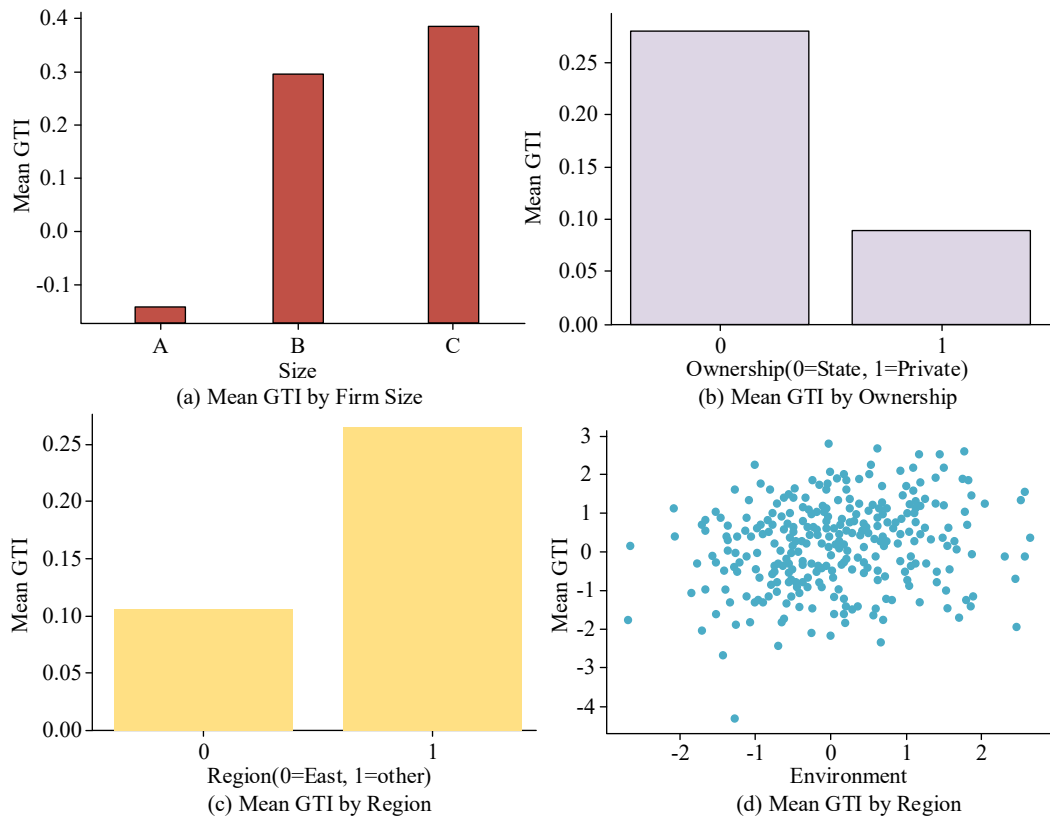 0.4
0.3
0.2
0.1
0.0
-0.1
Mean GTI
A B C
Size
(a) Mean GTI by Firm Size
0.25
0.20
0.15
0.10
0.05
0.00
Mean GTI
0 1
Ownership(0=State, 1=Private)
(b) Mean GTI by Ownership
0.25
0.20
0.15
0.10
0.05
0.00
Mean GTI
0 1
Region(0=East, 1=other)
(c) Mean GTI by Region
3
2
1
0
-1
-2
-3
-4
Mean GTI
-2 -1 0 1 2
Environment
(d) Mean GTI by Region